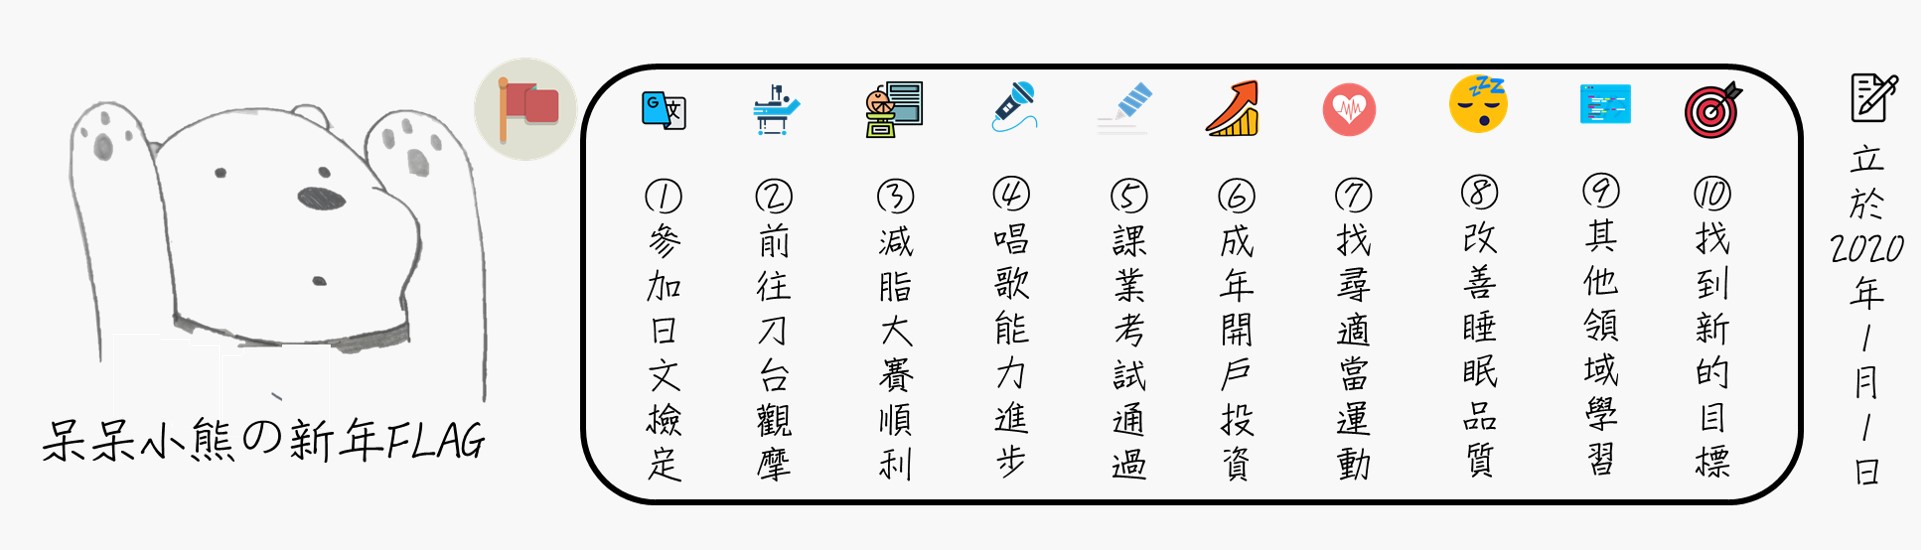 呆呆小熊の新年FLAG
①參加日文檢定
②前往刀台觀摩
③減脂大賽順利
④唱歌能力進步
⑤課業考試通過
⑥成年開戶投資
⑦找尋適當運動
⑧改善睡眠品質
⑨其他領域學習
⑩找到新的目標
立於2020年1月1日